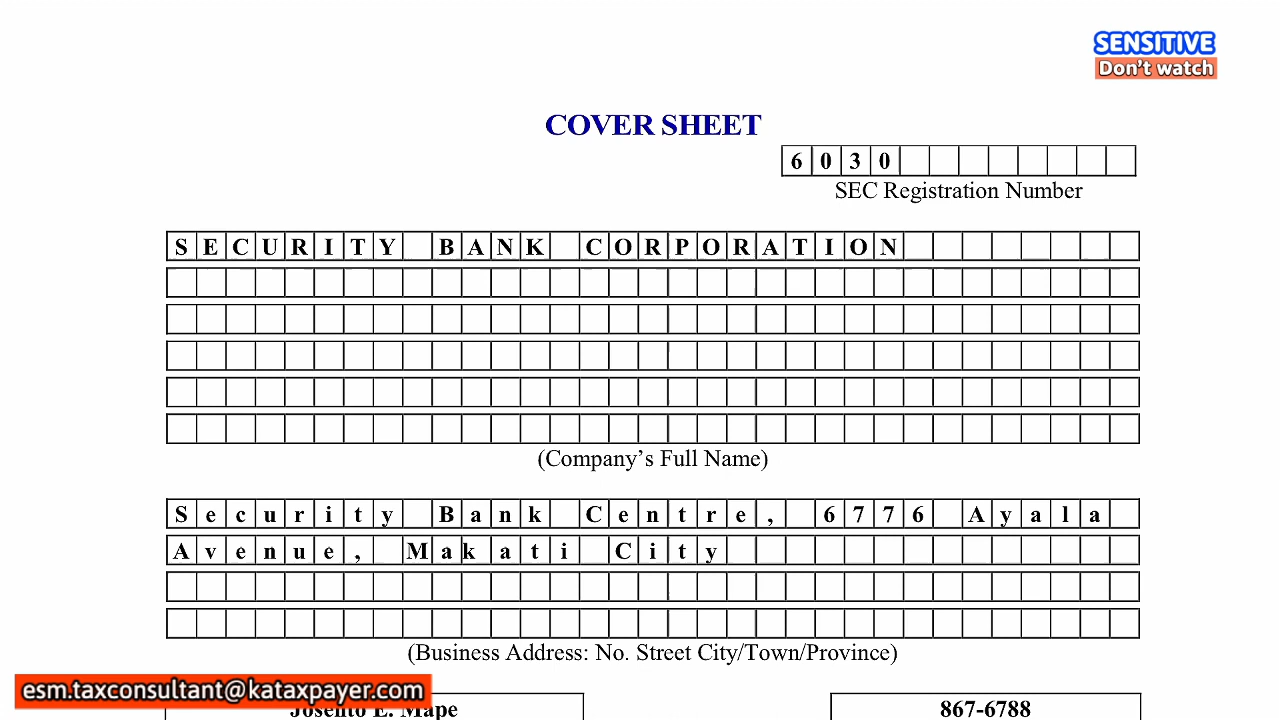 SENSITIVE
Don't watch
COVER SHEET
6030
SEC Registration Number
SECURITY BANK CORPORATION
(Company's Full Name)
Security Bank Centre, 6776 Ayala
Avenue, Makati City
(Business Address: No. Street City/Town/Province)
esm.taxconsultant@kataxpayer.com
E. Mape
867-6788